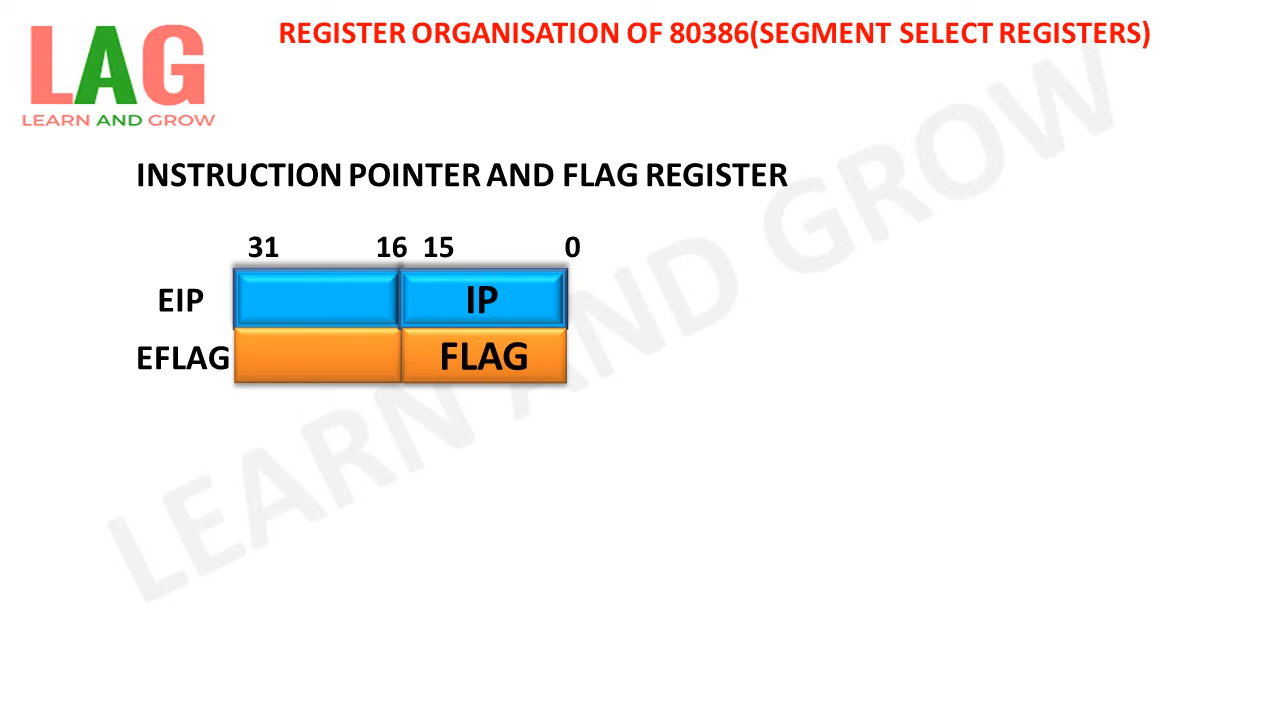 LAG
LEARN AND GROW
REGISTER ORGANISATION OF 80386(SEGMENT SELECT REGISTERS)
INSTRUCTION POINTER AND FLAG REGISTER
31 16 15 0
EIP IP
EFLAG FLAG
LEARN AND GROW